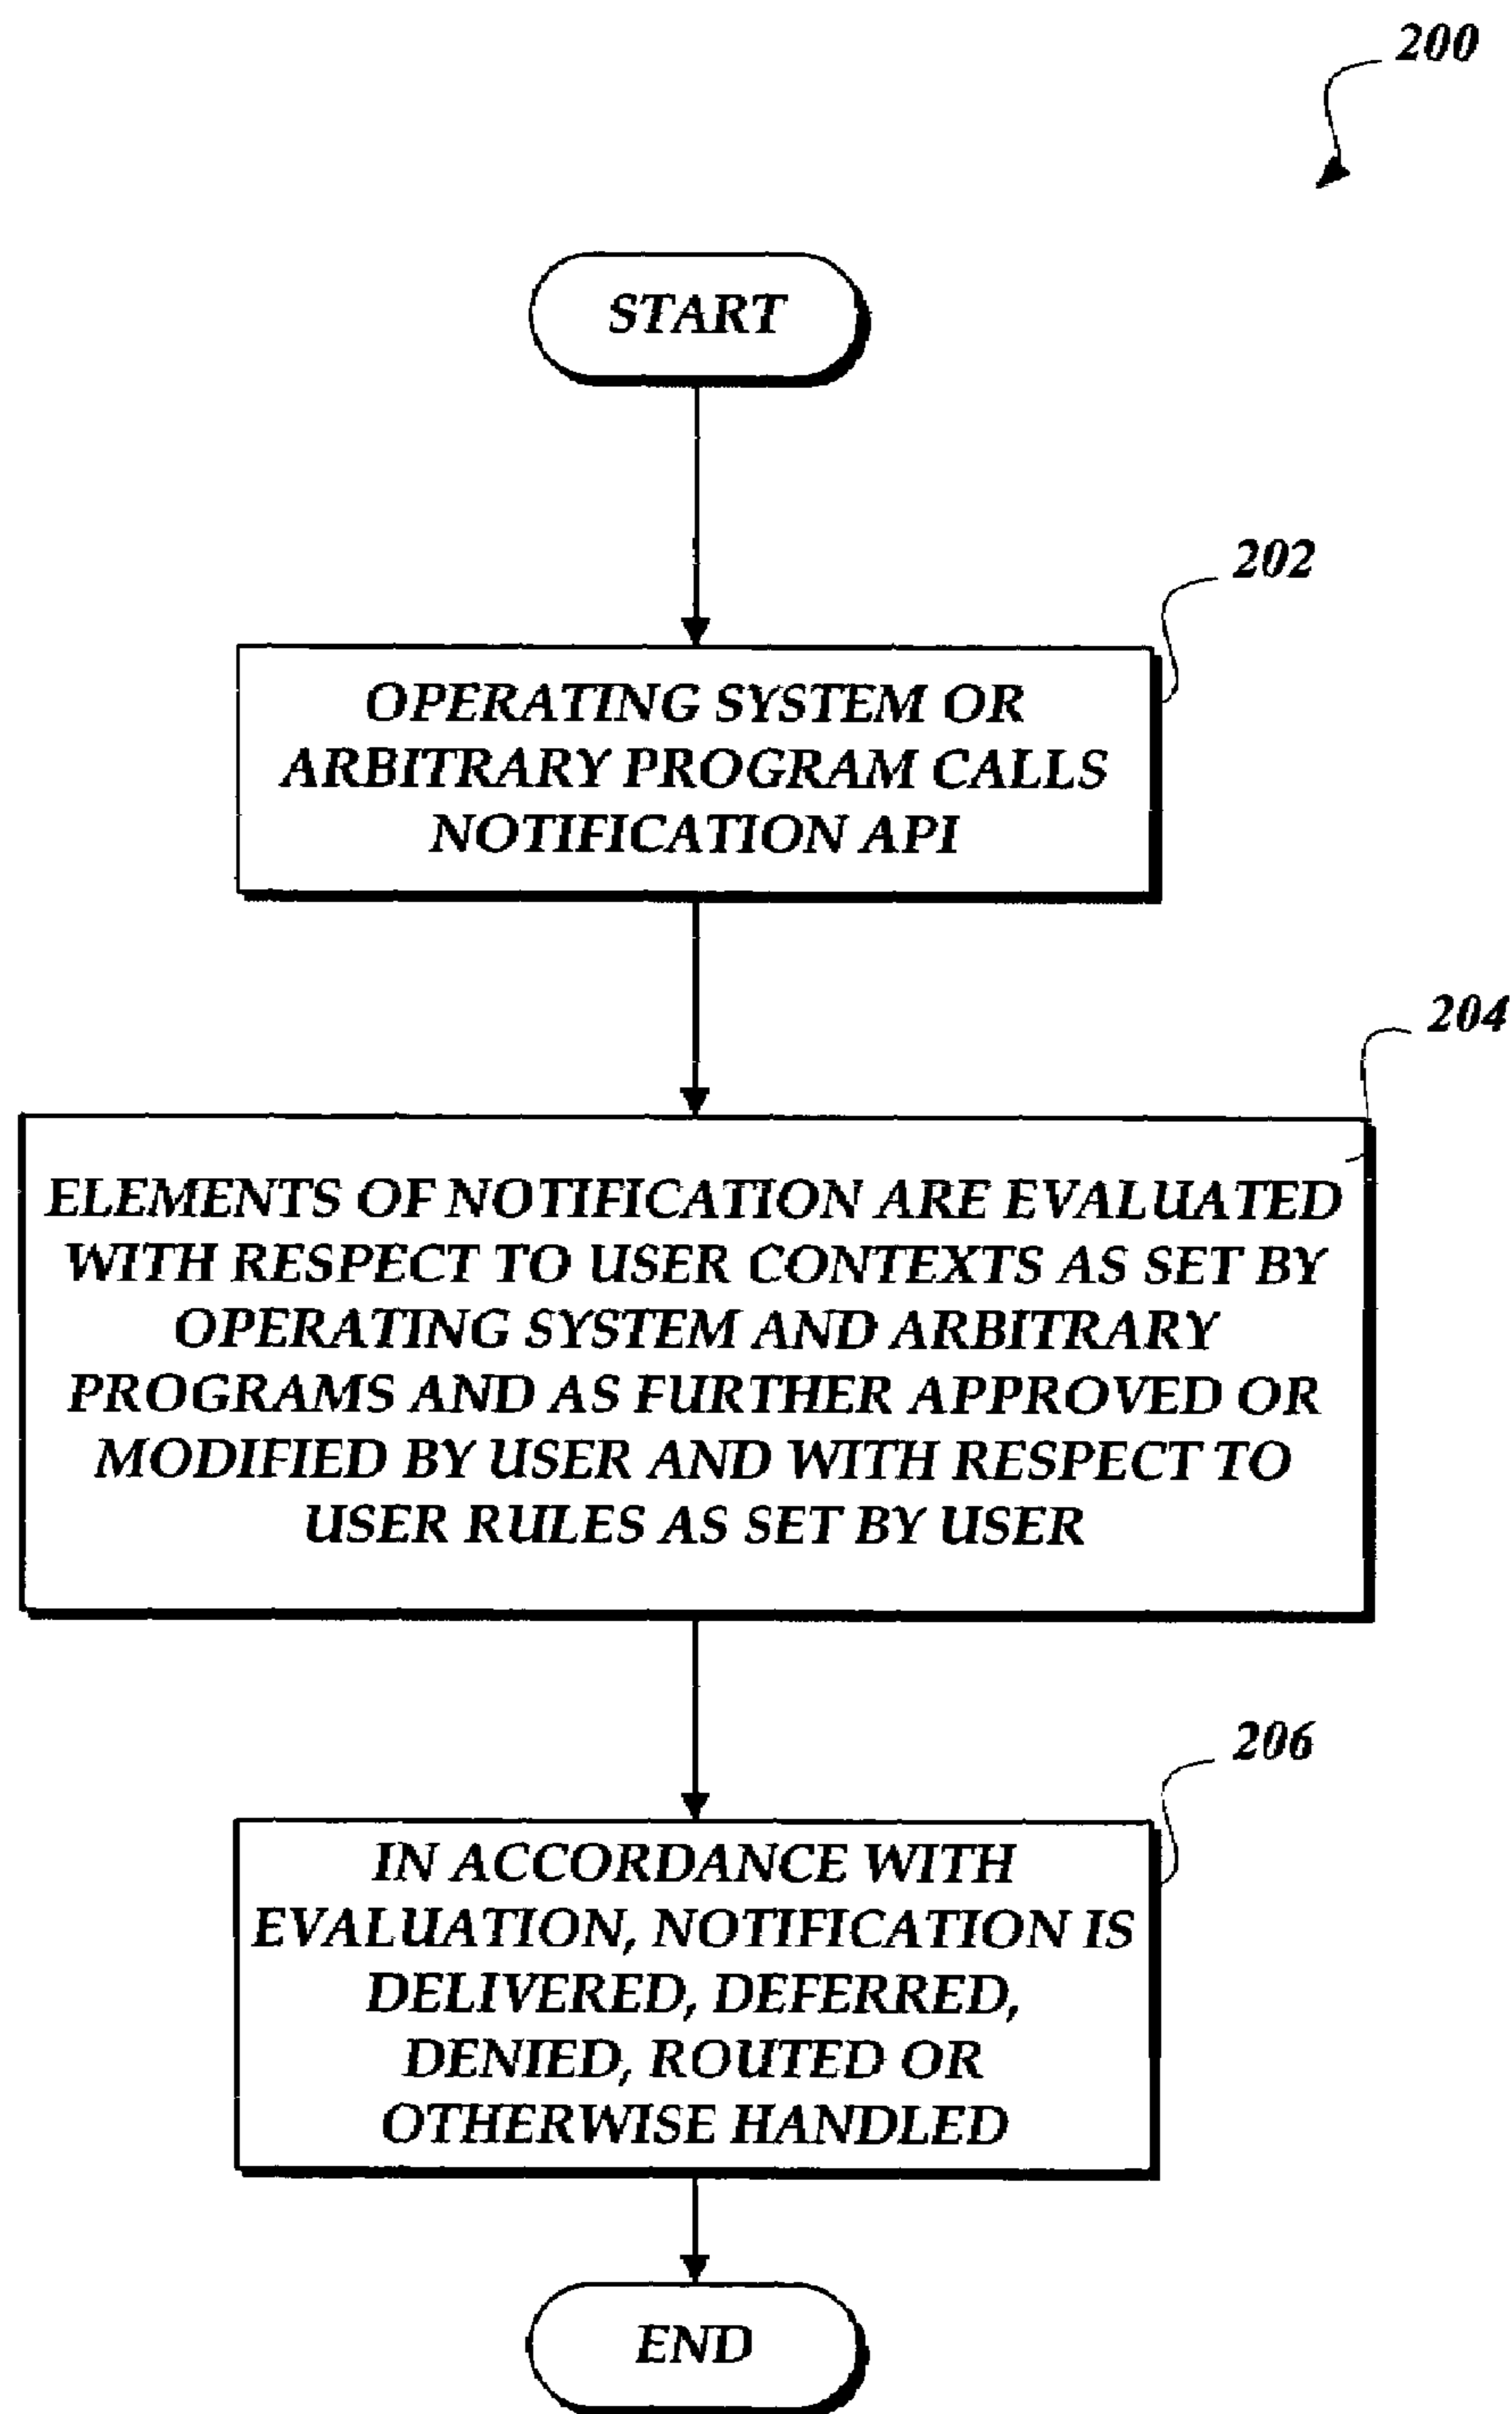 200
START
202
OPERATING SYSTEM OR
ARBITRARY PROGRAM CALLS
NOTIFICATION API
204
ELEMENTS OF NOTIFICATION ARE EVALUATED
WITH RESPECT TO USER CONTEXTS AS SET BY
OPERATING SYSTEM AND ARBITRARY
PROGRAMS AND AS FURTHER APPROVED OR
MODIFIED BY USER AND WITH RESPECT TO
USER RULES AS SET BY USER
206
IN ACCORDANCE WITH
EVALUATION, NOTIFICATION IS
DELIVERED, DEFERRED,
DENIED, ROUTED OR
OTHERWISE HANDLED
END